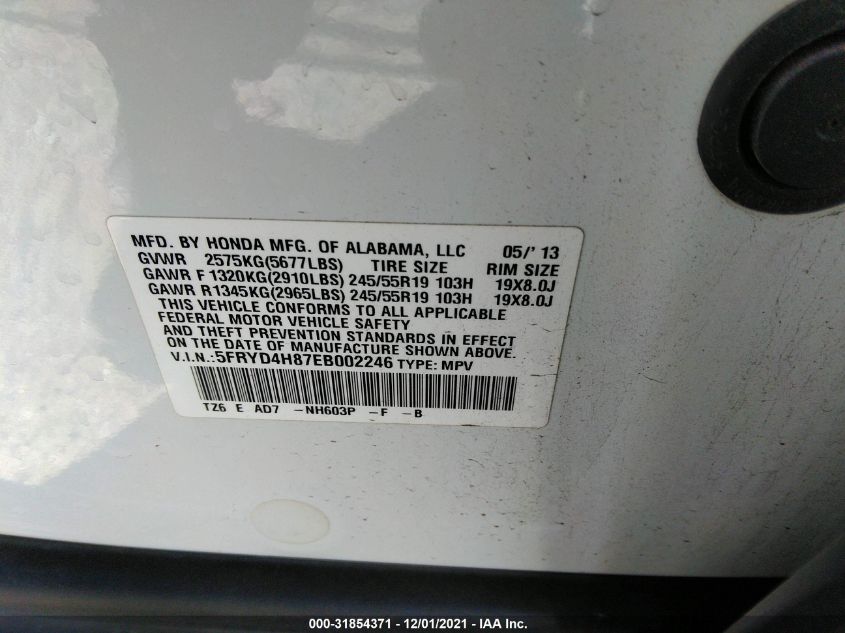 MFD. BY HONDA MFG. OF ALABAMA, LLC 05/'13
GVWR 2575KG(5677LBS) TIRE SIZE RIM SIZE
GAWR F 1320KG(2910LBS) 245/55R19 103H 19X8.0J
GAWR R1345KG(2965LBS) 245/55R19 103H 19X8.0J
THIS VEHICLE CONFORMS TO ALL APPLICABLE
FEDERAL MOTOR VEHICLE SAFETY
AND THEFT PREVENTION STANDARDS IN EFFECT
ON THE DATE OF MANUFACTURE SHOWN ABOVE.
V.I.N.:5FRYD4H87EB002246 TYPE: MPV
TZ6 E AD7 -NH603P -F -B
000-31854371 - 12/01/2021 - IAA Inc.